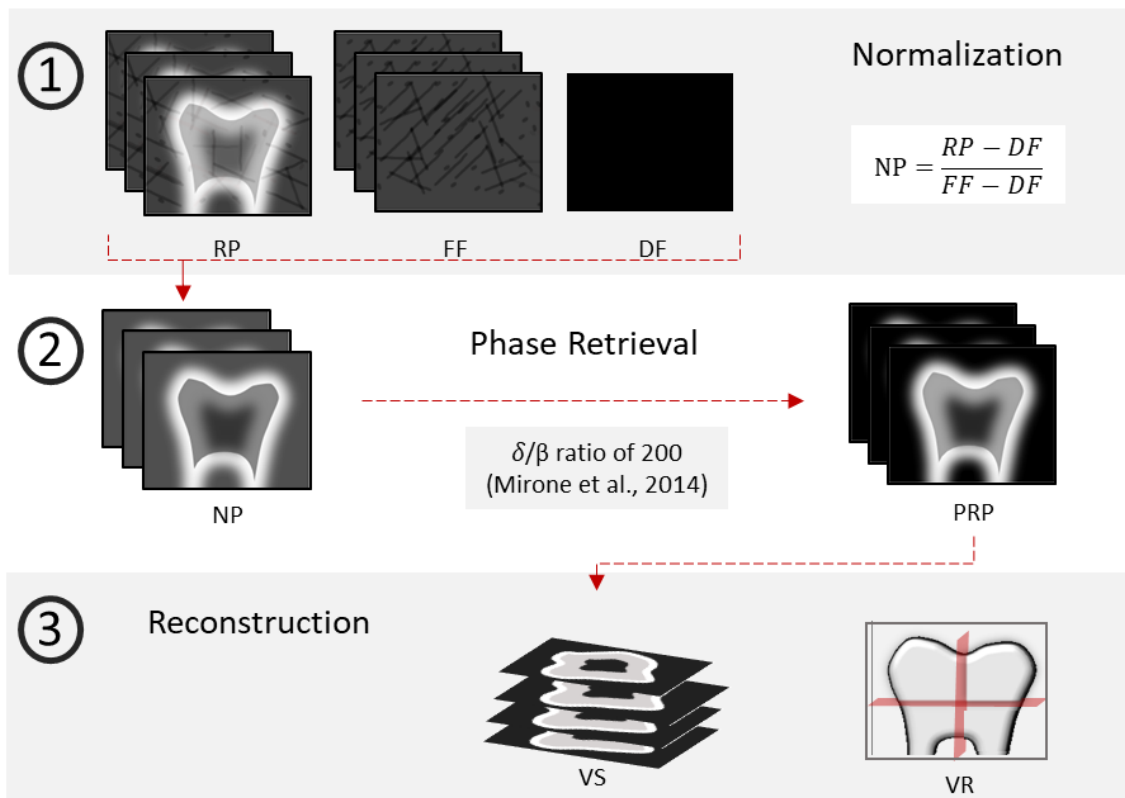 1
Normalization
NP = (RP − DF) / (FF − DF)
RP
FF
DF
2
Phase Retrieval
δ/β ratio of 200
(Mirone et al., 2014)
NP
PRP
3
Reconstruction
VS
VR